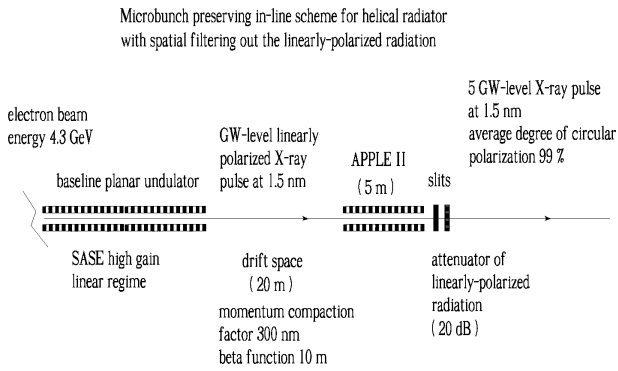 Microbunch preserving in-line scheme for helical radiator
with spatial filtering out the linearly-polarized radiation
electron beam
energy 4.3 GeV
baseline planar undulator
GW-level linearly
polarized X-ray
pulse at 1.5 nm
APPLE II
( 5 m )
slits
5 GW-level X-ray pulse
at 1.5 nm
average degree of circular
polarization 99 %
SASE high gain
linear regime
drift space
( 20 m )
momentum compaction
factor 300 nm
beta function 10 m
attenuator of
linearly-polarized
radiation
( 20 dB )